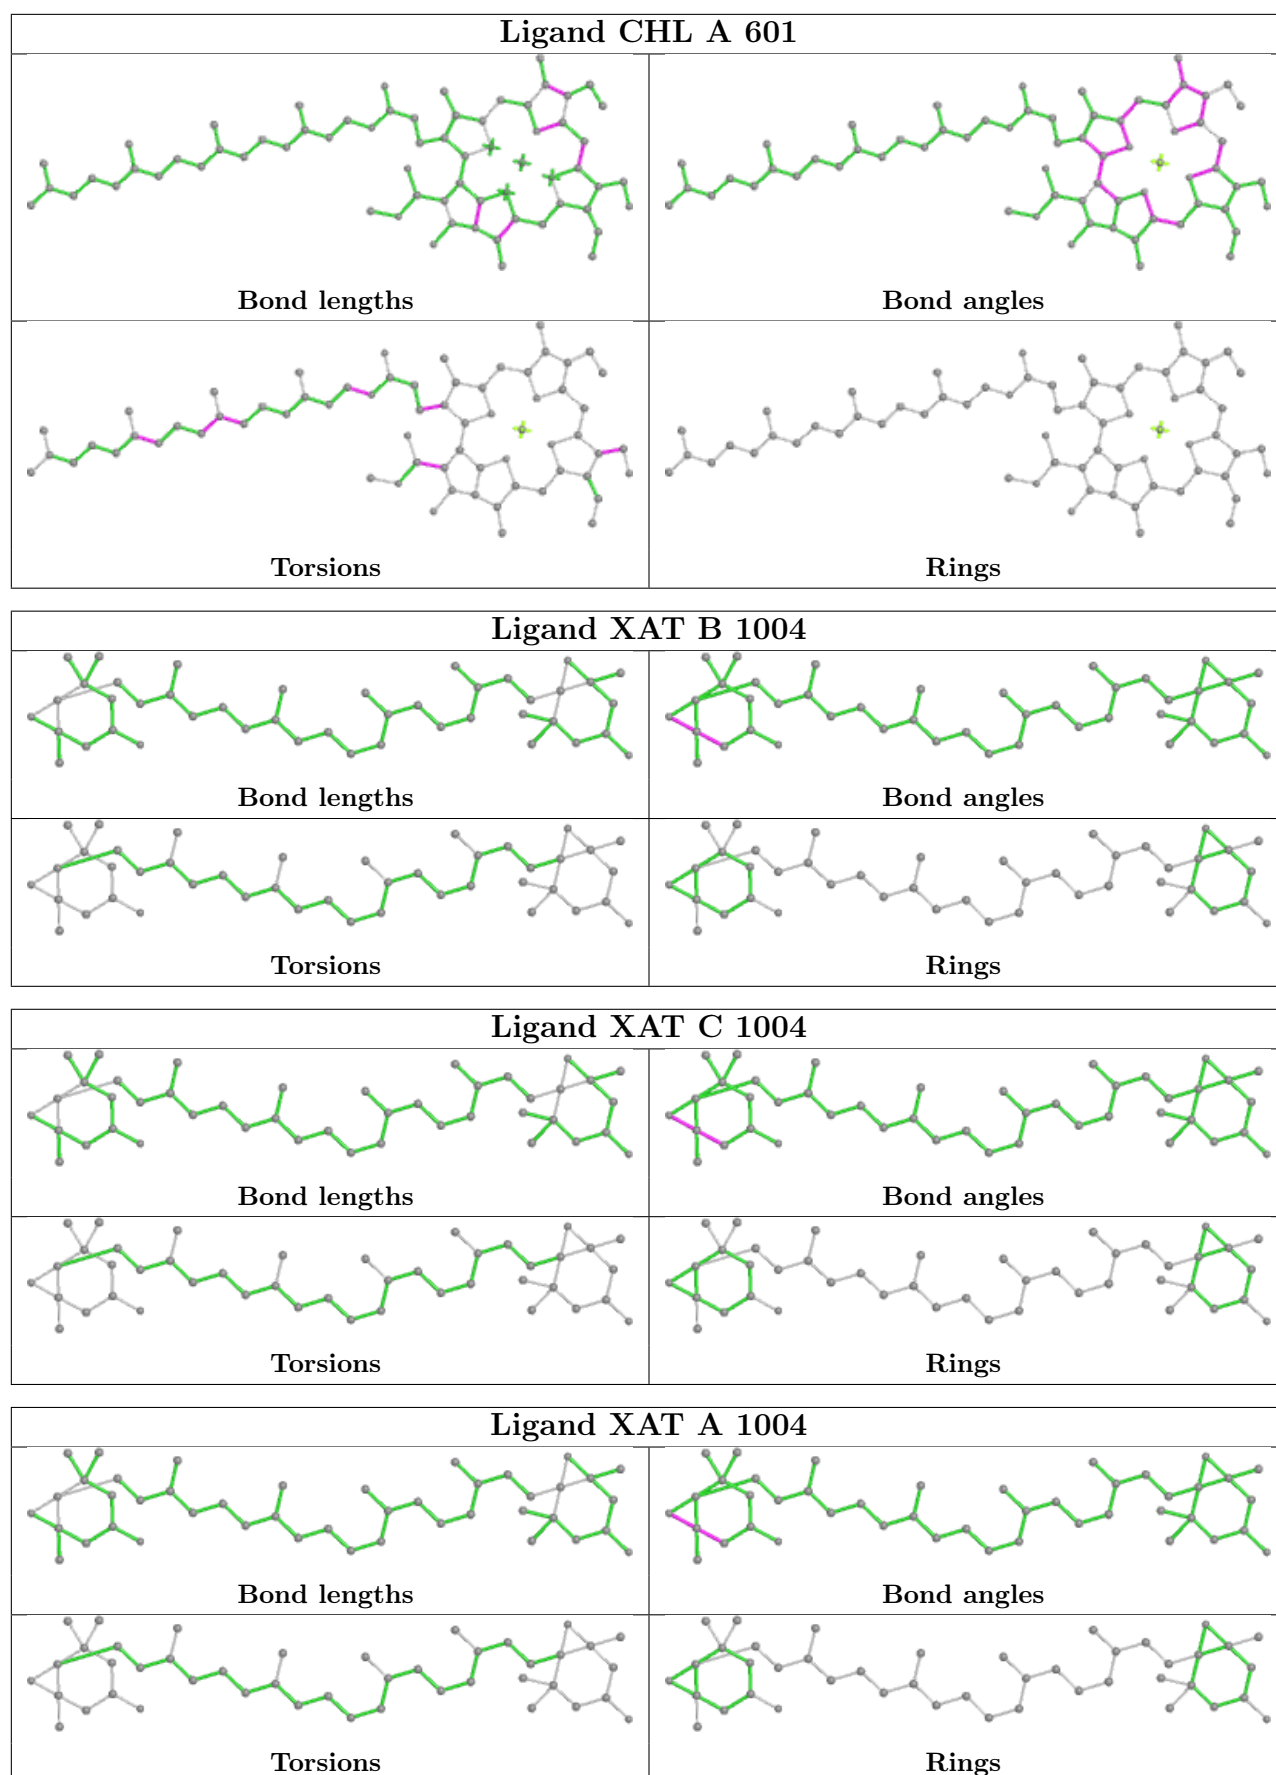 Ligand CHL A 601
Bond lengths
Bond angles
Torsions
Rings
Ligand XAT B 1004
Bond lengths
Bond angles
Torsions
Rings
Ligand XAT C 1004
Bond lengths
Bond angles
Torsions
Rings
Ligand XAT A 1004
Bond lengths
Bond angles
Torsions
Rings